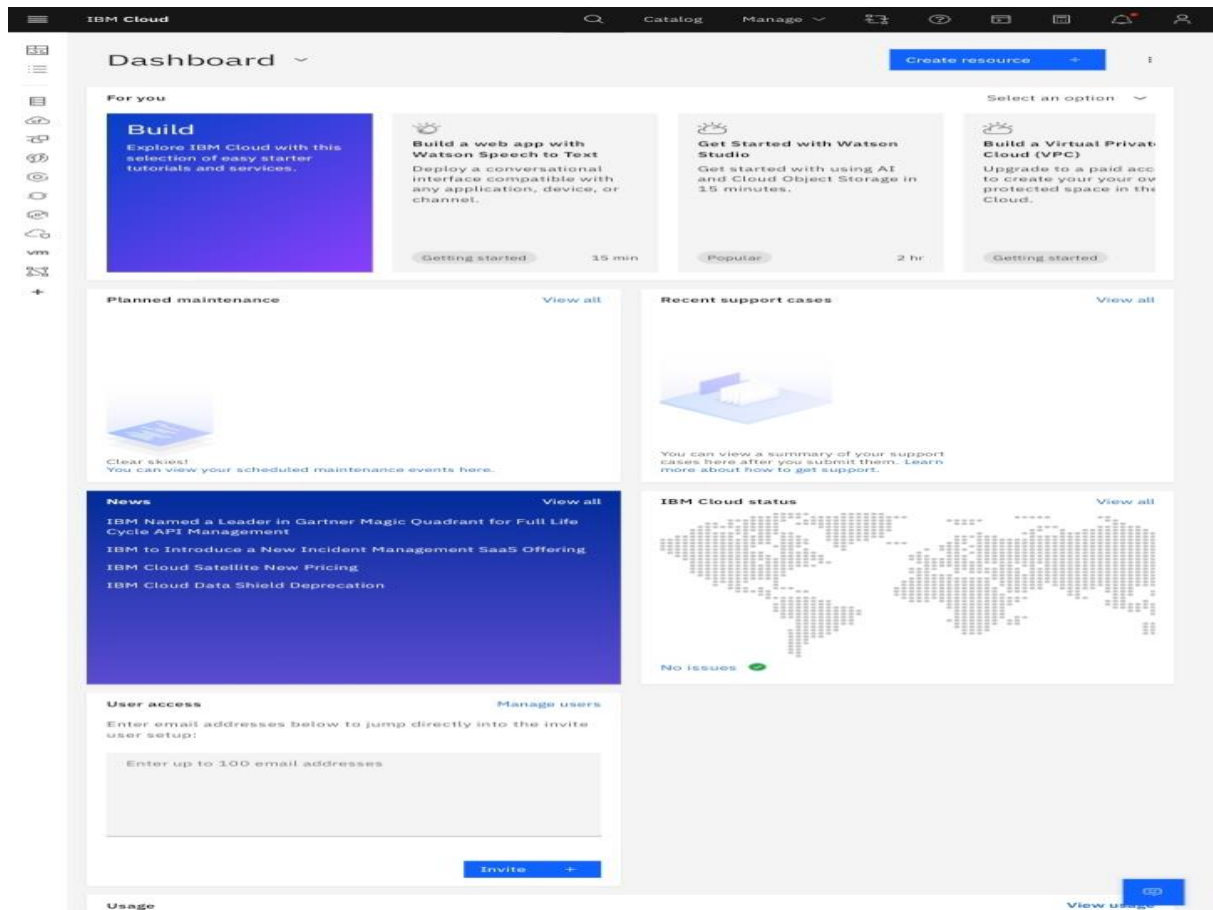 IBM Cloud
Catalog
Manage
Dashboard
Create resource +
For you
Select an option
Build
Explore IBM Cloud with this
selection of easy starter
tutorials and services.
Build a web app with
Watson Speech to Text
Deploy a conversational
interface compatible with
any application, device, or
channel.
Getting started
15 min
Get Started with Watson
Studio
Get started with using AI
and Cloud Object Storage in
15 minutes.
Popular
2 hr
Build a Virtual Privat
Cloud (VPC)
Upgrade to a paid acc
to create your your ow
protected space in the
Cloud.
Getting started
vm
Planned maintenance
View all
Clear skies!
You can view your scheduled maintenance events here.
Recent support cases
View all
You can view a summary of your support
cases here after you submit them. Learn
more about how to get support.
News
View all
IBM Named a Leader in Gartner Magic Quadrant for Full Life
Cycle API Management
IBM to Introduce a New Incident Management SaaS Offering
IBM Cloud Satellite New Pricing
IBM Cloud Data Shield Deprecation
IBM Cloud status
View all
No issues
User access
Manage users
Enter email addresses below to jump directly into the invite
user setup:
Enter up to 100 email addresses
Invite +
Usage
View usage